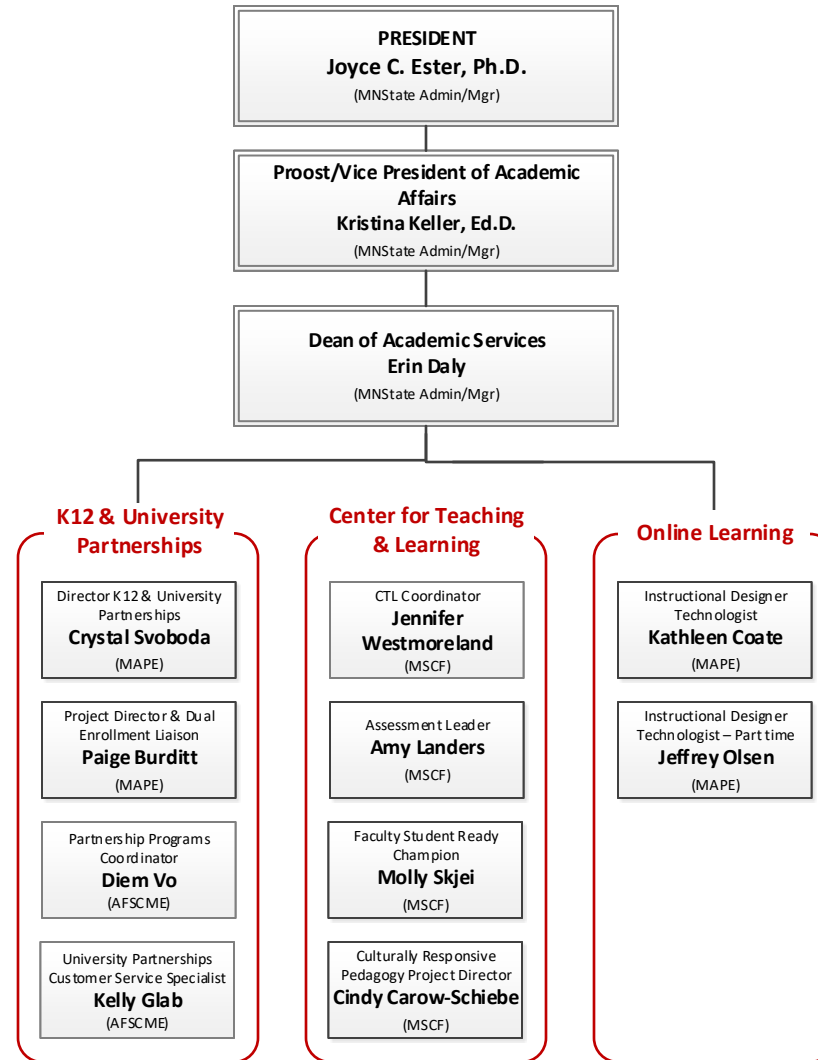 PRESIDENT
Joyce C. Ester, Ph.D.
(MNState Admin/Mgr)
Proost/Vice President of Academic
Affairs
Kristina Keller, Ed.D.
(MNState Admin/Mgr)
Dean of Academic Services
Erin Daly
(MNState Admin/Mgr)
K12 & University
Partnerships
Director K12 & University
Partnerships
Crystal Svoboda
(MAPE)
Project Director & Dual
Enrollment Liaison
Paige Burditt
(MAPE)
Partnership Programs
Coordinator
Diem Vo
(AFSCME)
University Partnerships
Customer Service Specialist
Kelly Glab
(AFSCME)
Center for Teaching
& Learning
CTL Coordinator
Jennifer
Westmoreland
(MSCF)
Assessment Leader
Amy Landers
(MSCF)
Faculty Student Ready
Champion
Molly Skjei
(MSCF)
Culturally Responsive
Pedagogy Project Director
Cindy Carow-Schiebe
(MSCF)
Online Learning
Instructional Designer
Technologist
Kathleen Coate
(MAPE)
Instructional Designer
Technologist – Part time
Jeffrey Olsen
(MAPE)